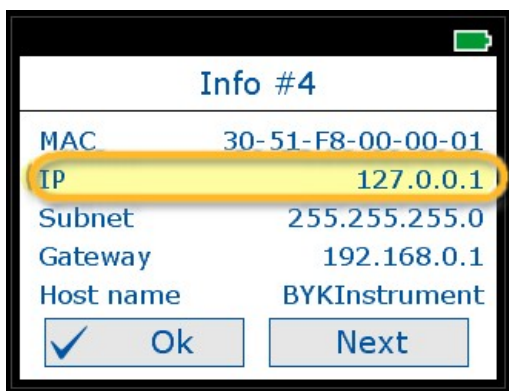 Info #4
MAC 30-51-F8-00-00-01
IP 127.0.0.1
Subnet 255.255.255.0
Gateway 192.168.0.1
Host name BYKInstrument
Ok Next